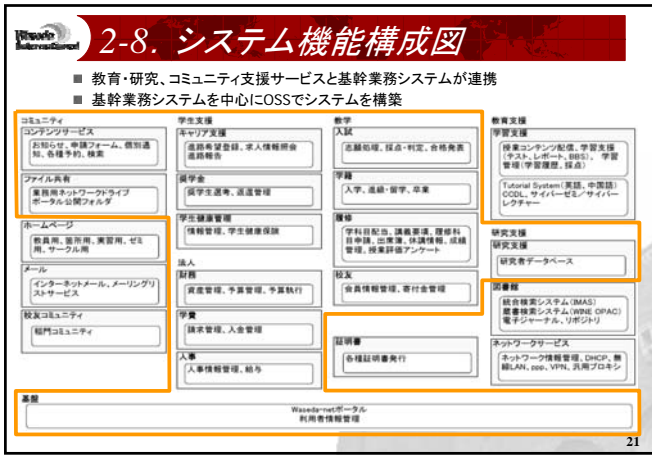 Waseda
International
2-8. システム機能構成図
■ 教育・研究、コミュニティ支援サービスと基幹業務システムが連携
■ 基幹業務システムを中心にOSSでシステムを構築
コミュニティ
コンテンツサービス
お知らせ、申請フォーム、個別通
知、各種予約、検索
ファイル共有
業務用ネットワークドライブ
ポータル公開フォルダ
ホームページ
教員用、箇所用、実習用、ゼミ
用、サークル用
メール
インターネットメール、メーリングリ
ストサービス
校友コミュニティ
稲門コミュニティ
学生支援
キャリア支援
進路希望登録、求人情報照会
進路報告
奨学金
奨学生選考、返還管理
学生健康管理
情報管理、学生健康保険
法人
財務
資産管理、予算管理、予算執行
学費
請求管理、入金管理
人事
人事情報管理、給与
教学
入試
志願処理、採点・判定、合格発表
学籍
入学、進級・留学、卒業
履修
学科目配当、講義要項、履修科
目申請、出席簿、休講情報、成績
管理、授業評価アンケート
校友
会員情報管理、寄付金管理
証明書
各種証明書発行
教育支援
学習支援
授業コンテンツ配信、学習支援
(テスト、レポート、BBS)、 学習
管理(学習履歴、採点)
Tutorial System(英語、中国語)
CCDL、サイバーゼミ/サイバー
レクチャー
研究支援
研究支援
研究者データベース
図書館
統合検索システム(IMAS)
蔵書検索システム(WINE OPAC)
電子ジャーナル、リポジトリ
ネットワークサービス
ネットワーク情報管理、DHCP、無
線LAN、ppp、VPN、汎用プロキシ
基盤
Waseda-netポータル
利用者情報管理
21